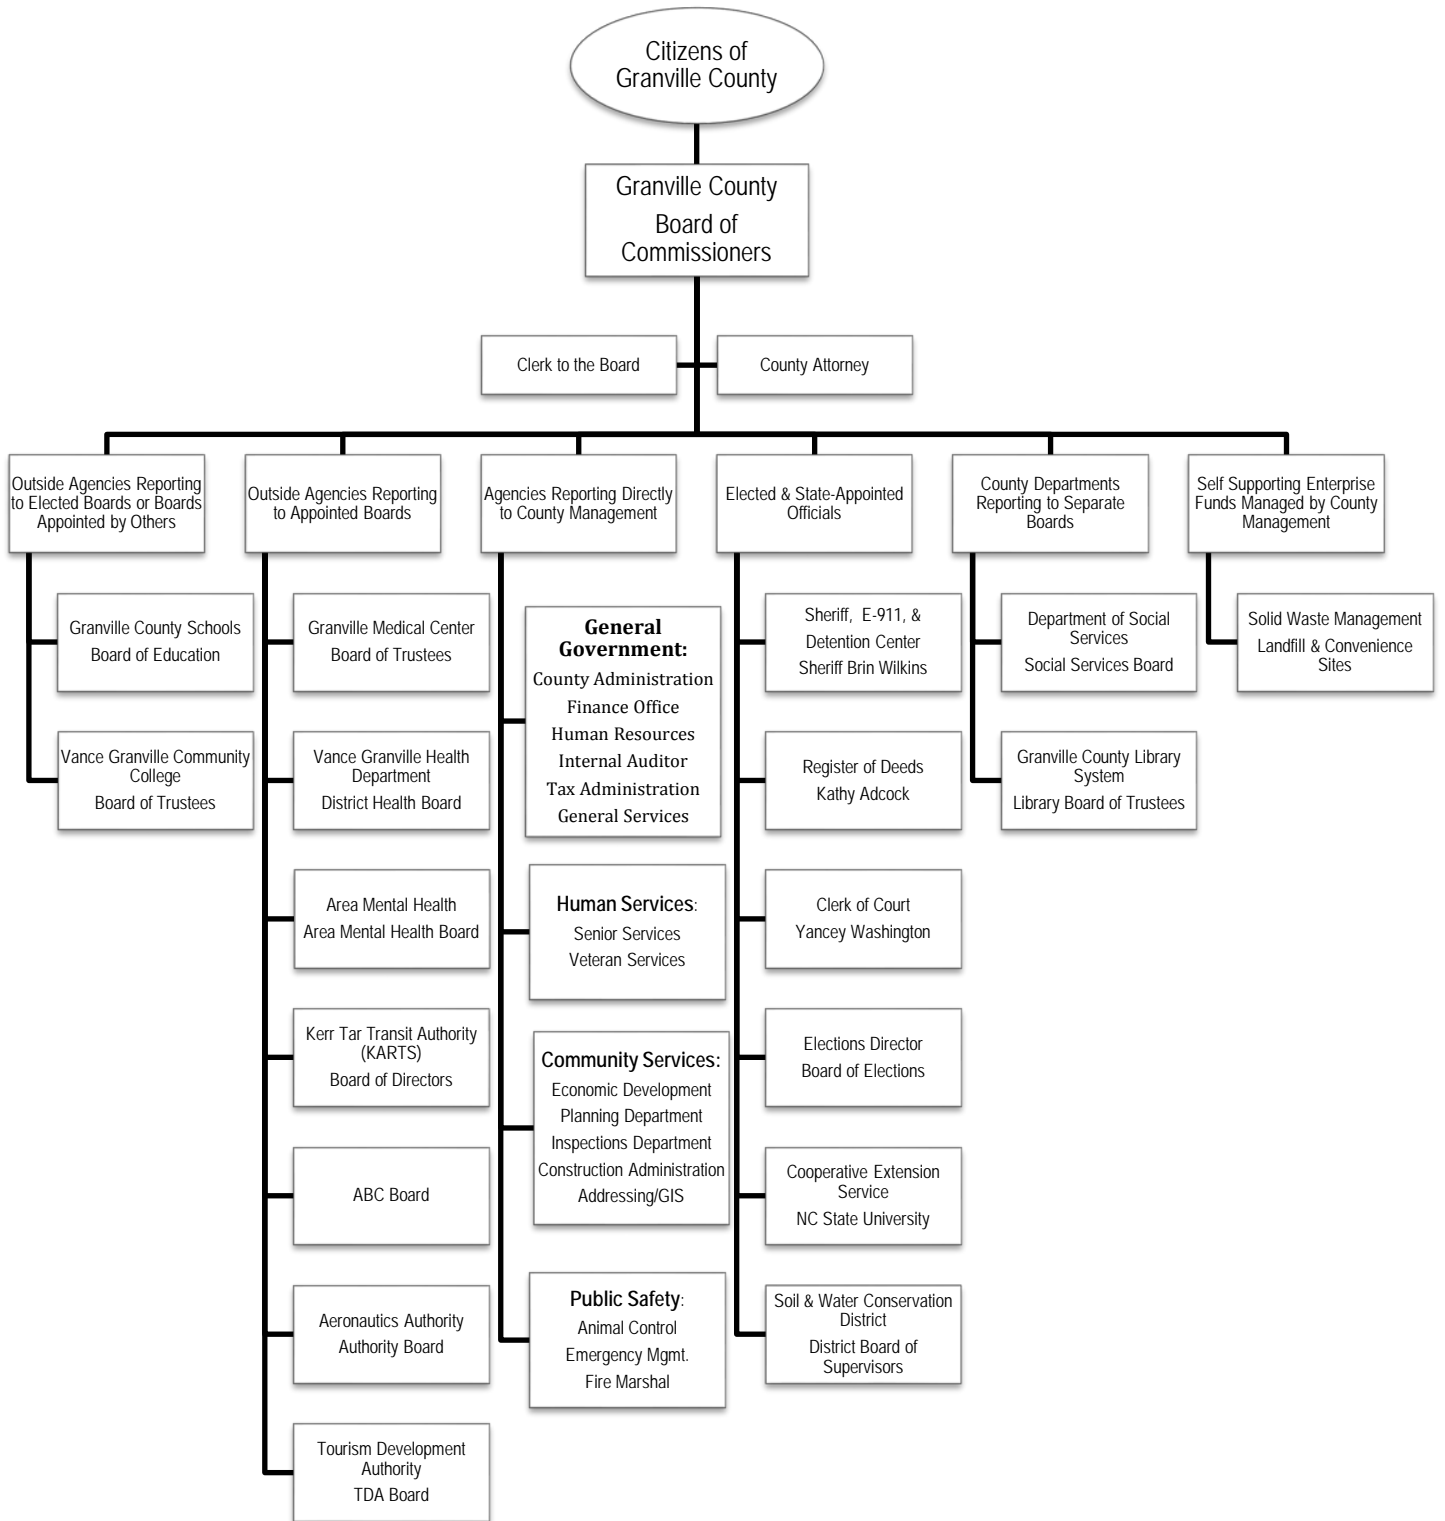 Citizens of
Granville County
Granville County
Board of
Commissioners
Clerk to the Board
County Attorney
Outside Agencies Reporting
to Elected Boards or Boards
Appointed by Others
Granville County Schools
Board of Education
Vance Granville Community
College
Board of Trustees
Outside Agencies Reporting
to Appointed Boards
Granville Medical Center
Board of Trustees
Vance Granville Health
Department
District Health Board
Area Mental Health
Area Mental Health Board
Kerr Tar Transit Authority
(KARTS)
Board of Directors
ABC Board
Aeronautics Authority
Authority Board
Tourism Development
Authority
TDA Board
Agencies Reporting Directly
to County Management
General
Government:
County Administration
Finance Office
Human Resources
Internal Auditor
Tax Administration
General Services
Human Services:
Senior Services
Veteran Services
Community Services:
Economic Development
Planning Department
Inspections Department
Construction Administration
Addressing/GIS
Public Safety:
Animal Control
Emergency Mgmt.
Fire Marshal
Elected & State-Appointed
Officials
Sheriff, E-911, &
Detention Center
Sheriff Brin Wilkins
Register of Deeds
Kathy Adcock
Clerk of Court
Yancey Washington
Elections Director
Board of Elections
Cooperative Extension
Service
NC State University
Soil & Water Conservation
District
District Board of
Supervisors
County Departments
Reporting to Separate
Boards
Department of Social
Services
Social Services Board
Granville County Library
System
Library Board of Trustees
Self Supporting Enterprise
Funds Managed by County
Management
Solid Waste Management
Landfill & Convenience
Sites